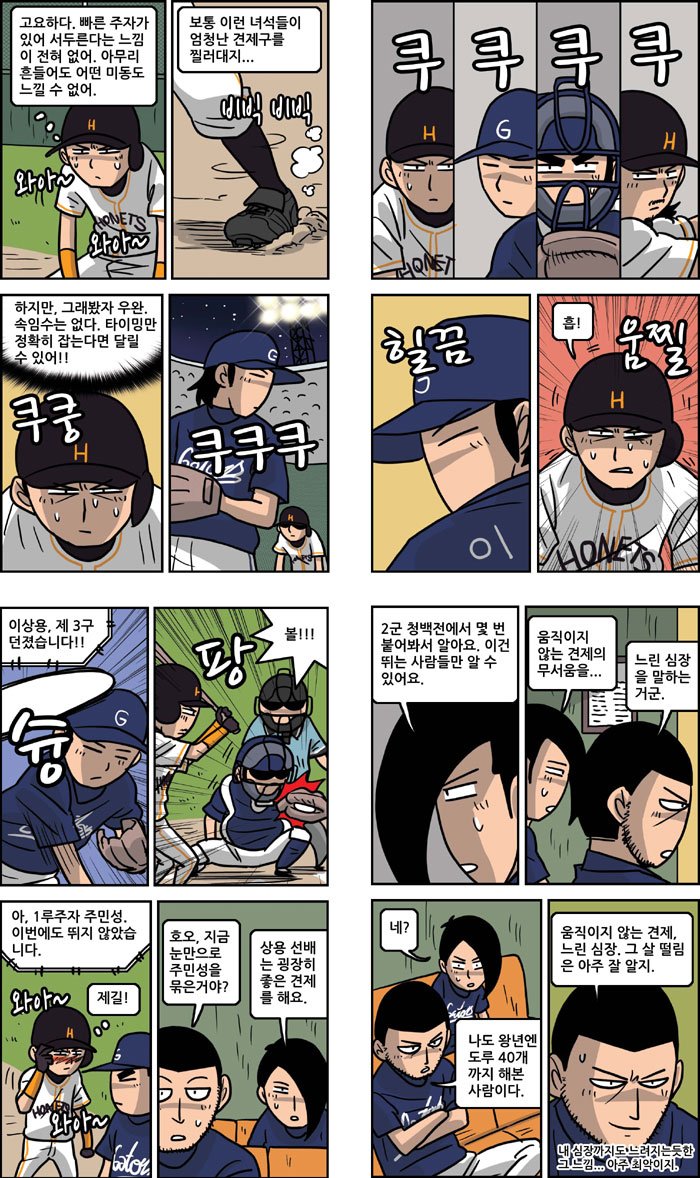 고요하다. 빠른 주자가
있어 서두른다는 느낌
이 전혀 없어. 아무리
흔들어도 어떤 미동도
느낄 수 없어.
H
와아~
HONETS
와아~
보통 이런 녀석들이
엄청난 견제구를
찔러대지...
삐빅 삐빅
하지만, 그래봤자 우완.
속임수는 없다. 타이밍만
정확히 잡는다면 달릴
수 있어!!
쿠쿵
H
G
쿠쿠쿠
Gators
H
쿠 쿠 쿠 쿠
H
G
H
HONETS
힐끔
G
이
흡!
움찔
H
HONETS
이상용, 제 3구
던졌습니다!!
슝
G
팡
볼!!!
아, 1루주자 주민성.
이번에도 뛰지 않았습
니다.
와아~
제길!
H
HONETS
와아~
Gators
호오, 지금
눈만으로
주민성을
묶은거야?
상용 선배
는 굉장히
좋은 견제
를 해요.
2군 청백전에서 몇 번
붙어봐서 알아요. 이건
뛰는 사람들만 알 수
있어요.
움직이지
않는 견제의
무서움을...
느린 심장
을 말하는
거군.
네?
Gators
나도 왕년엔
도루 40개
까지 해본
사람이다.
움직이지 않는 견제,
느린 심장. 그 살 떨림
은 아주 잘 알지.
내 심장까지도 느려지는듯한
그 느낌... 아주 최악이지.